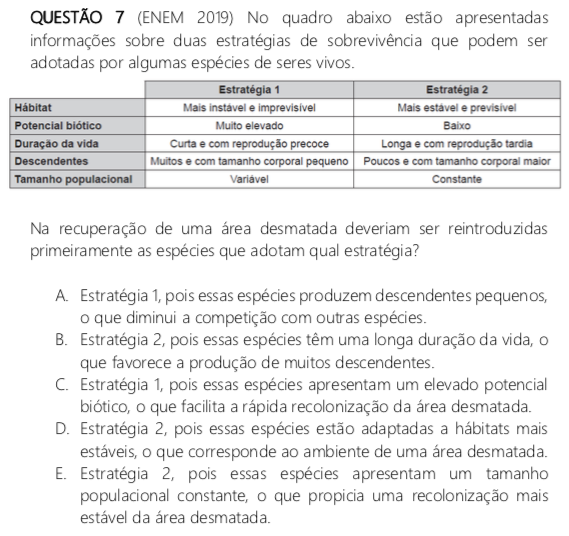 QUESTÃO 7 (ENEM 2019) No quadro abaixo estão apresentadas
informações sobre duas estratégias de sobrevivência que podem ser
adotadas por algumas espécies de seres vivos.
Estratégia 1 Estratégia 2
Hábitat Mais instável e imprevisível Mais estável e previsível
Potencial biótico Muito elevado Baixo
Duração da vida Curta e com reprodução precoce Longa e com reprodução tardia
Descendentes Muitos e com tamanho corporal pequeno Poucos e com tamanho corporal maior
Tamanho populacional Variável Constante
Na recuperação de uma área desmatada deveriam ser reintroduzidas
primeiramente as espécies que adotam qual estratégia?
A. Estratégia 1, pois essas espécies produzem descendentes pequenos,
o que diminui a competição com outras espécies.
B. Estratégia 2, pois essas espécies têm uma longa duração da vida, o
que favorece a produção de muitos descendentes.
C. Estratégia 1, pois essas espécies apresentam um elevado potencial
biótico, o que facilita a rápida recolonização da área desmatada.
D. Estratégia 2, pois essas espécies estão adaptadas a hábitats mais
estáveis, o que corresponde ao ambiente de uma área desmatada.
E. Estratégia 2, pois essas espécies apresentam um tamanho
populacional constante, o que propicia uma recolonização mais
estável da área desmatada.